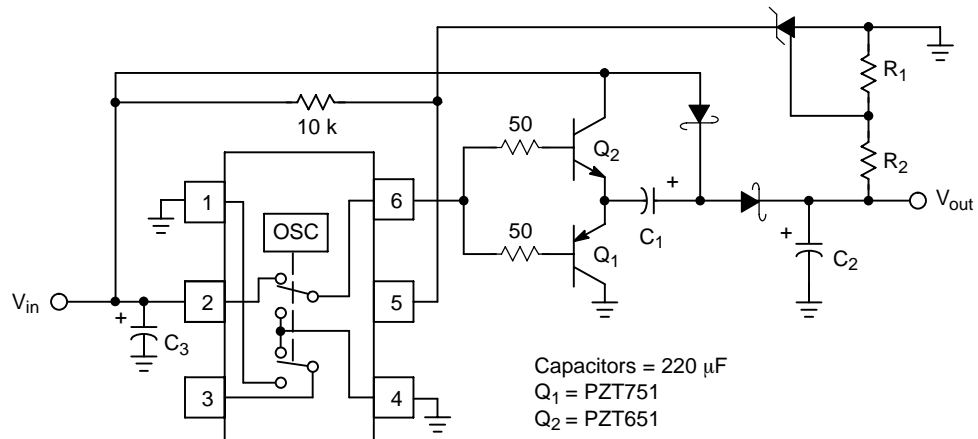 10 k
50
Q2
50
Q1
C1
+
+
R1
R2
Vout
C2
Vin
+
C3
1
2
3
OSC
6
5
4
Capacitors = 220 μF
Q1 = PZT751
Q2 = PZT651